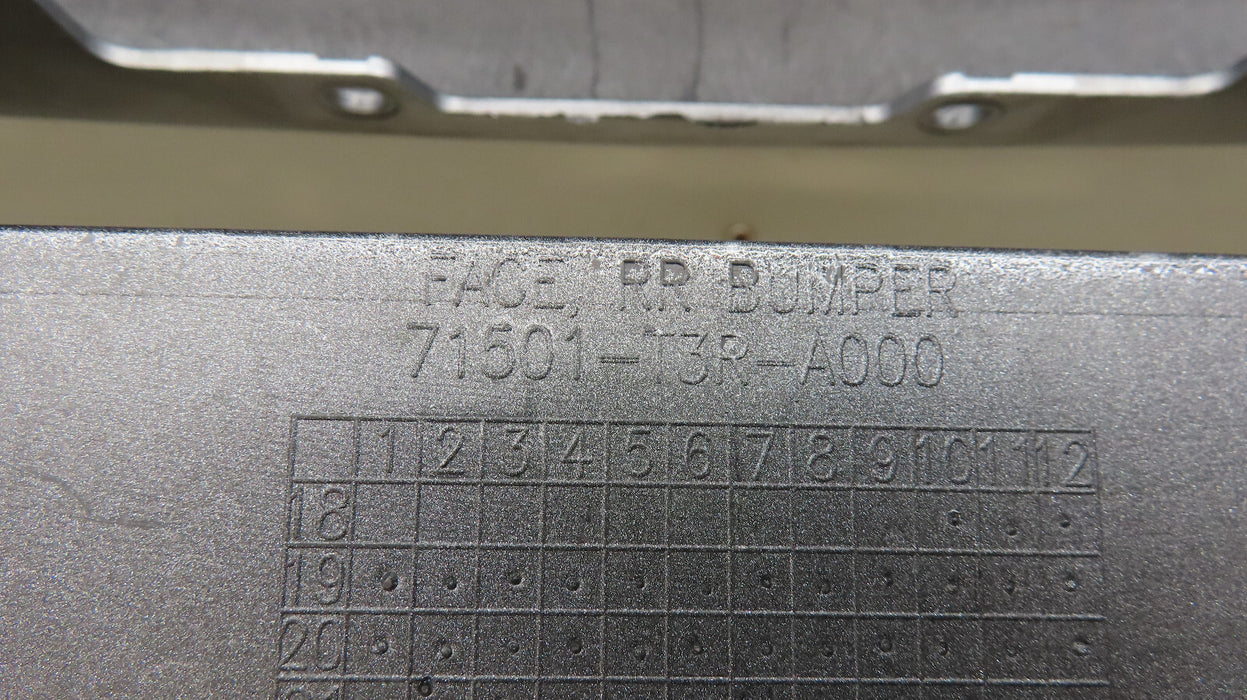 FACE, RR BUMPER
71501-T3R-A000
1 2 3 4 5 6 7 8 9 10 11 12
18
19
20